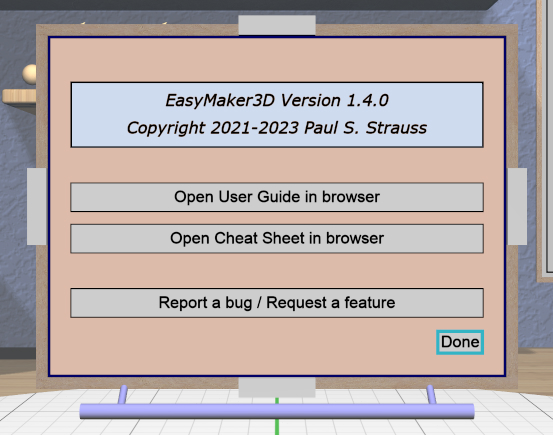 EasyMaker3D Version 1.4.0
Copyright 2021-2023 Paul S. Strauss
Open User Guide in browser
Open Cheat Sheet in browser
Report a bug / Request a feature
Done